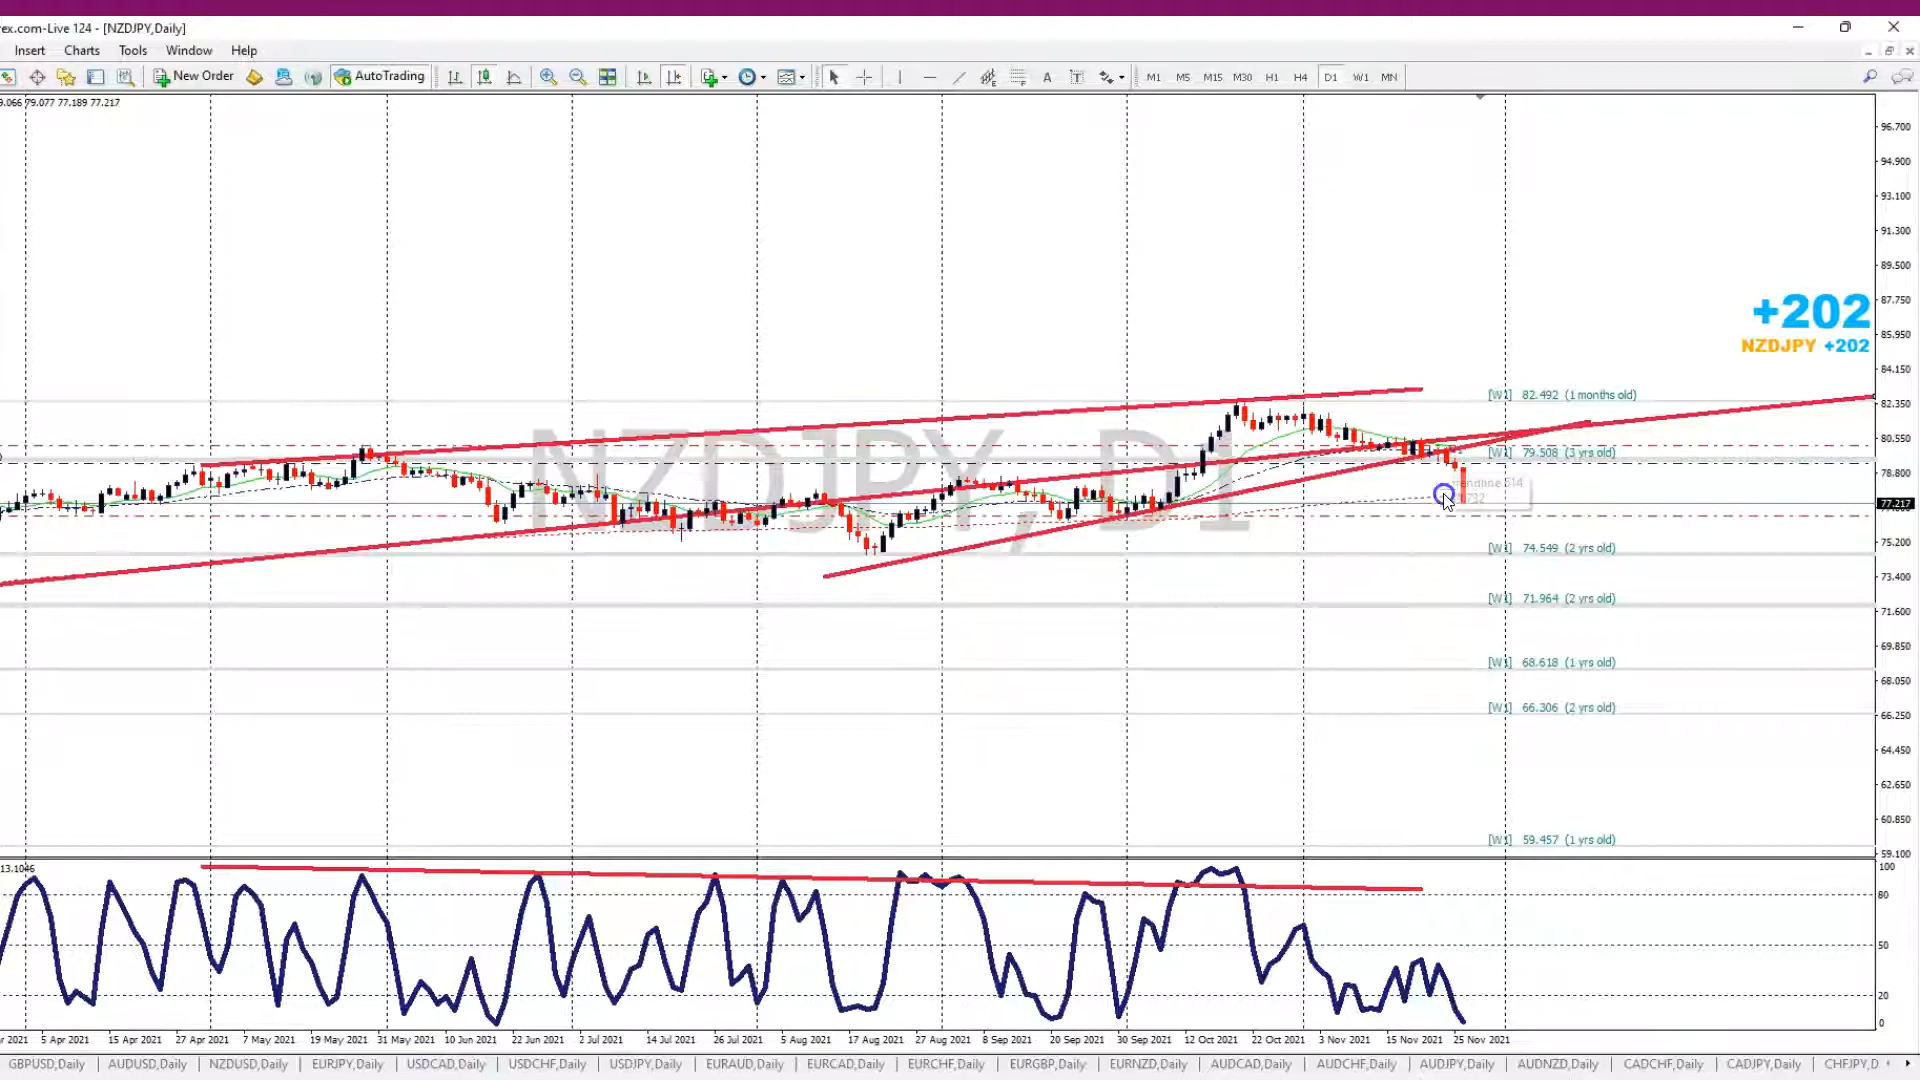 rex.com-Live 124 - [NZDJPY,Daily]
Insert Charts Tools Window Help
New Order AutoTrading A T M1 M5 M15 M30 H1 H4 D1 W1 MN
79.077 77.189 77.217
96.700
94.900
93.100
91.300
89.500
87.750
+202
85.950
NZDJPY +202
84.150
[W1] 82.492 (1 months old)
82.350
80.550
[W1] 79.508 (3 yrs old)
78.800
NZDJPY, D1
77.217
75.200
[W1] 74.549 (2 yrs old)
73.400
[W1] 71.964 (2 yrs old)
71.600
69.850
[W1] 68.618 (1 yrs old)
68.050
[W1] 66.306 (2 yrs old)
66.250
64.450
62.650
60.850
[W1] 59.457 (1 yrs old)
59.100
13.1046
100
80
50
20
0
2021 5 Apr 2021 15 Apr 2021 27 Apr 2021 7 May 2021 19 May 2021 31 May 2021 10 Jun 2021 22 Jun 2021 2 Jul 2021 14 Jul 2021 26 Jul 2021 5 Aug 2021 17 Aug 2021 27 Aug 2021 8 Sep 2021 20 Sep 2021 30 Sep 2021 12 Oct 2021 22 Oct 2021 3 Nov 2021 15 Nov 2021 25 Nov 2021
GBPUSD,Daily AUDUSD,Daily NZDUSD,Daily EURJPY,Daily USDCAD,Daily USDCHF,Daily USDJPY,Daily EURAUD,Daily EURCAD,Daily EURCHF,Daily EURGBP,Daily EURNZD,Daily AUDCAD,Daily AUDCHF,Daily AUDJPY,Daily AUDNZD,Daily CADCHF,Daily CADJPY,Daily CHFJPY,D